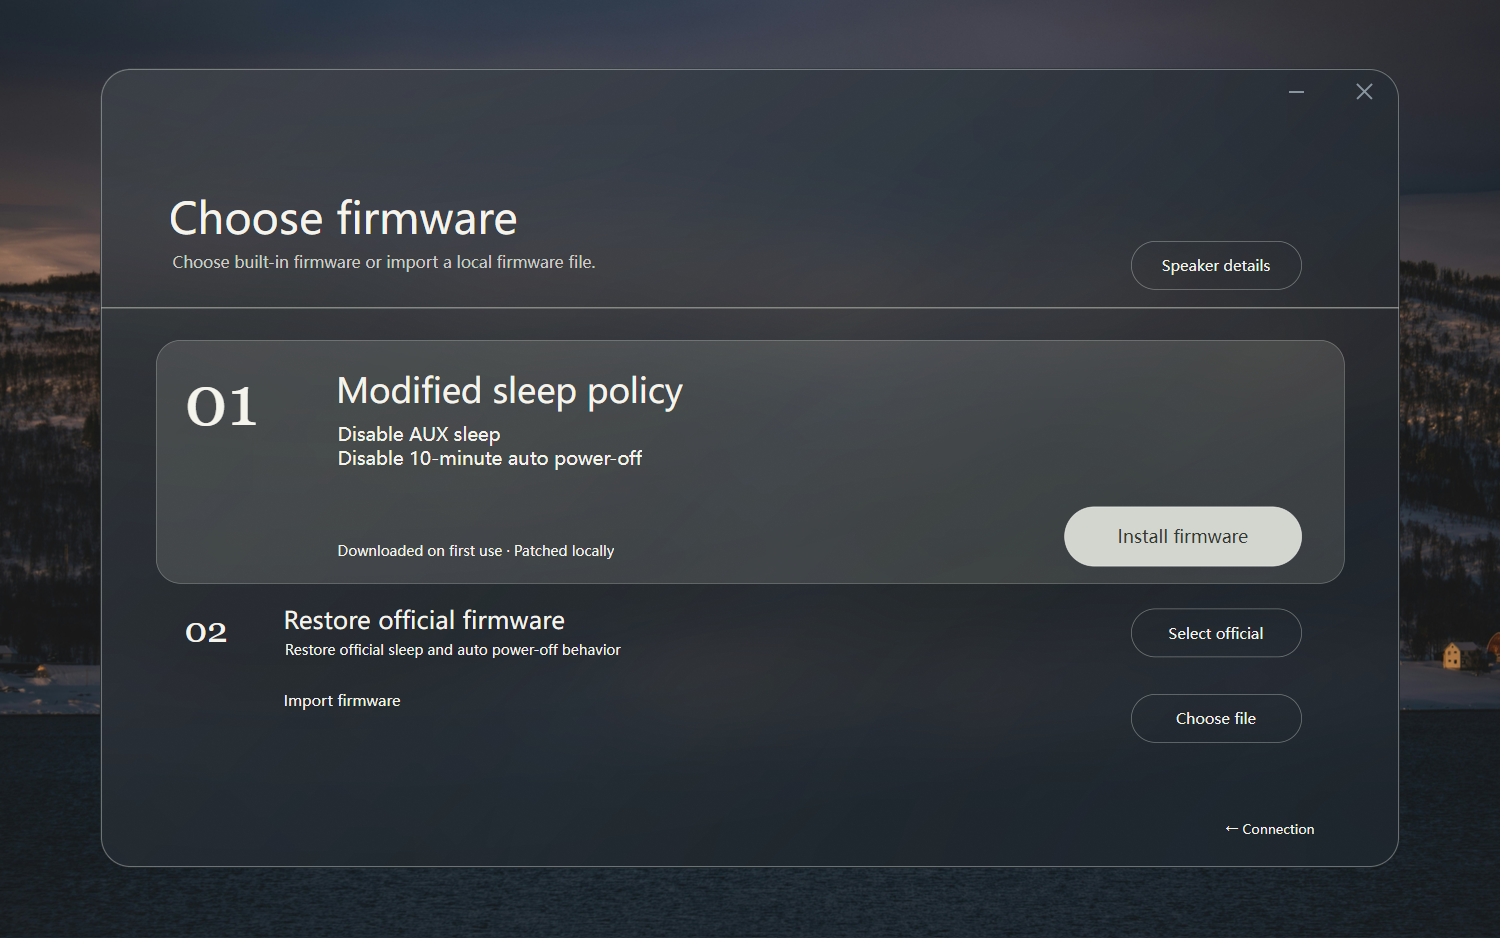 Choose firmware
Choose built-in firmware or import a local firmware file.
Speaker details
01
Modified sleep policy
Disable AUX sleep
Disable 10-minute auto power-off
Downloaded on first use · Patched locally
Install firmware
02
Restore official firmware
Restore official sleep and auto power-off behavior
Select official
Import firmware
Choose file
← Connection